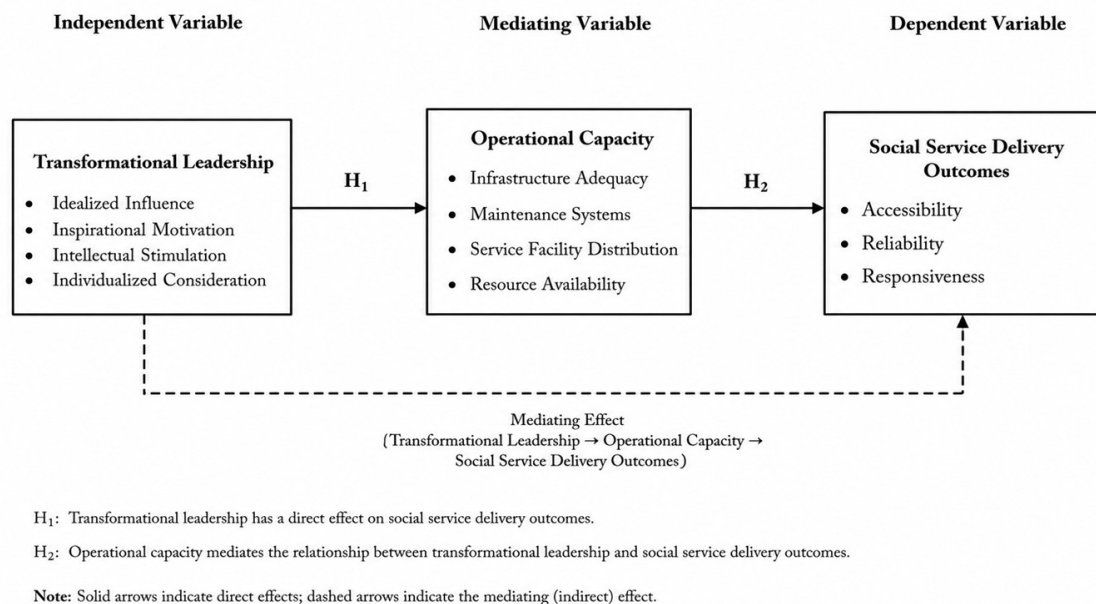 Independent Variable
Mediating Variable
Dependent Variable
Transformational Leadership
• Idealized Influence
• Inspirational Motivation
• Intellectual Stimulation
• Individualized Consideration
H₁
Operational Capacity
• Infrastructure Adequacy
• Maintenance Systems
• Service Facility Distribution
• Resource Availability
H₂
Social Service Delivery
Outcomes
• Accessibility
• Reliability
• Responsiveness
Mediating Effect
(Transformational Leadership → Operational Capacity →
Social Service Delivery Outcomes)
H₁: Transformational leadership has a direct effect on social service delivery outcomes.
H₂: Operational capacity mediates the relationship between transformational leadership and social service delivery outcomes.
Note: Solid arrows indicate direct effects; dashed arrows indicate the mediating (indirect) effect.